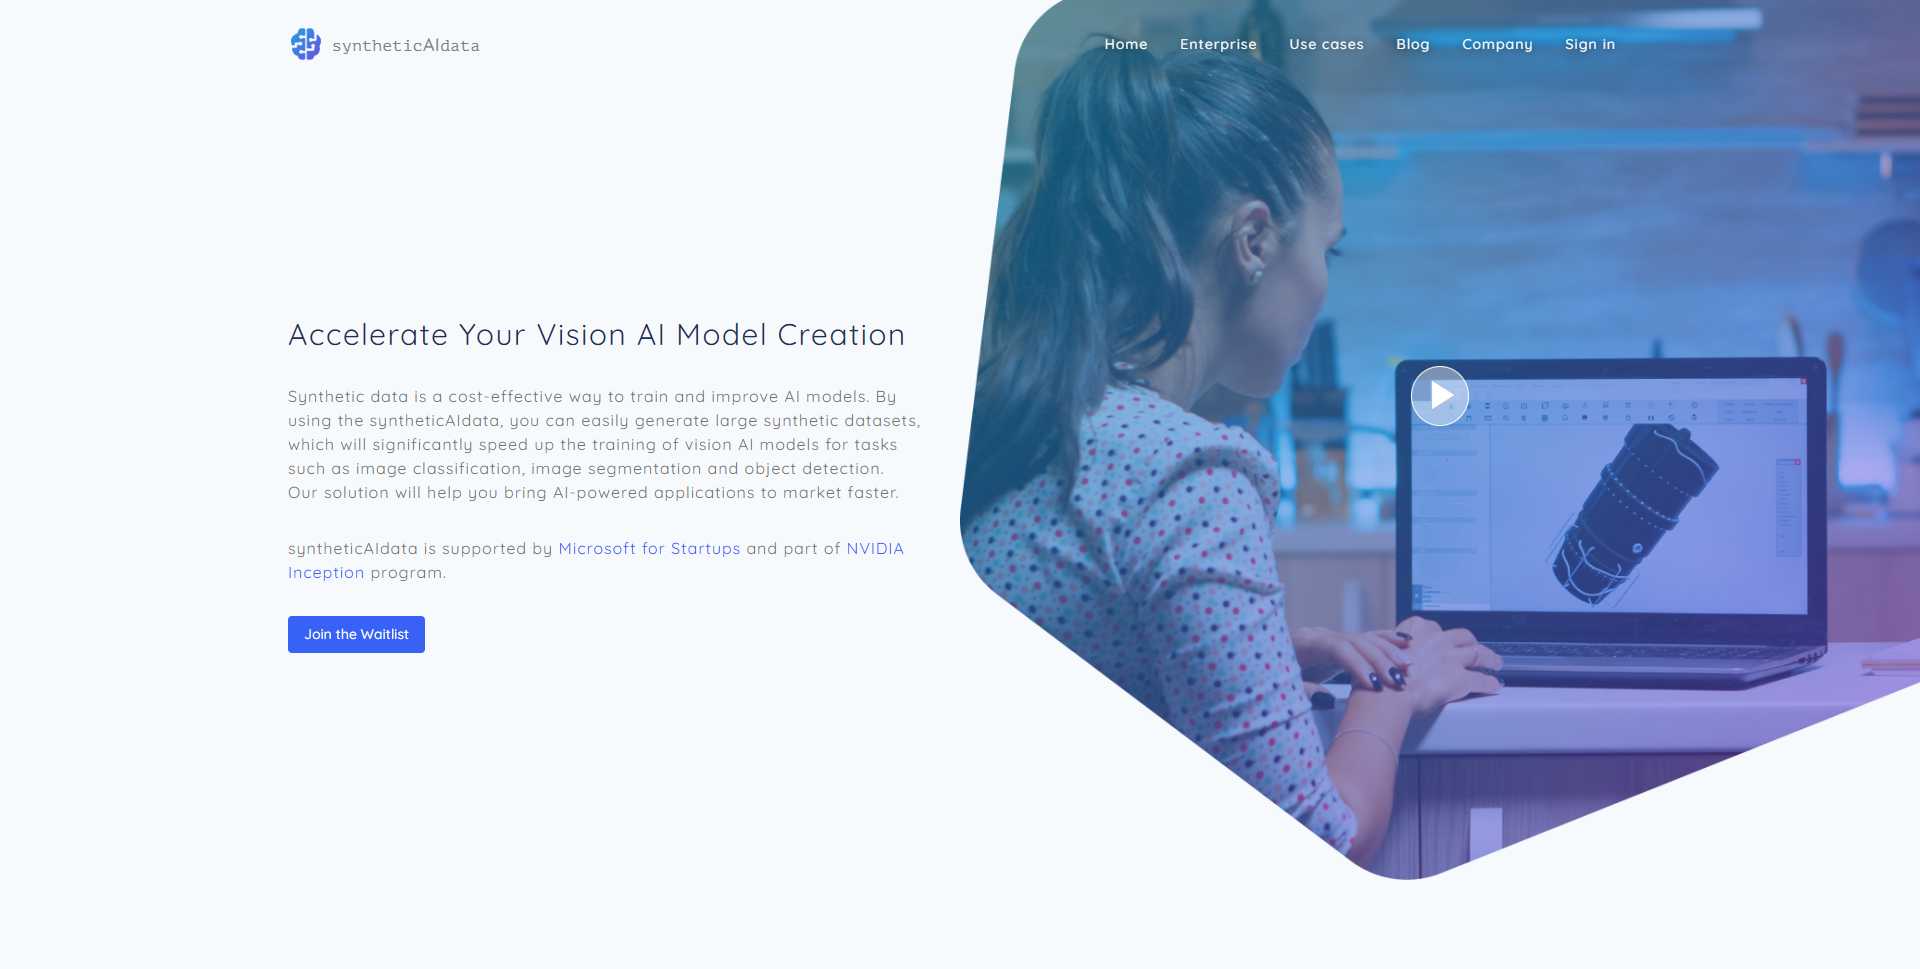 syntheticAIdata
Home Enterprise Use cases Blog Company Sign in
Accelerate Your Vision AI Model Creation
Synthetic data is a cost-effective way to train and improve AI models. By
using the syntheticAIdata, you can easily generate large synthetic datasets,
which will significantly speed up the training of vision AI models for tasks
such as image classification, image segmentation and object detection.
Our solution will help you bring AI-powered applications to market faster.
syntheticAIdata is supported by Microsoft for Startups and part of NVIDIA
Inception program.
Join the Waitlist